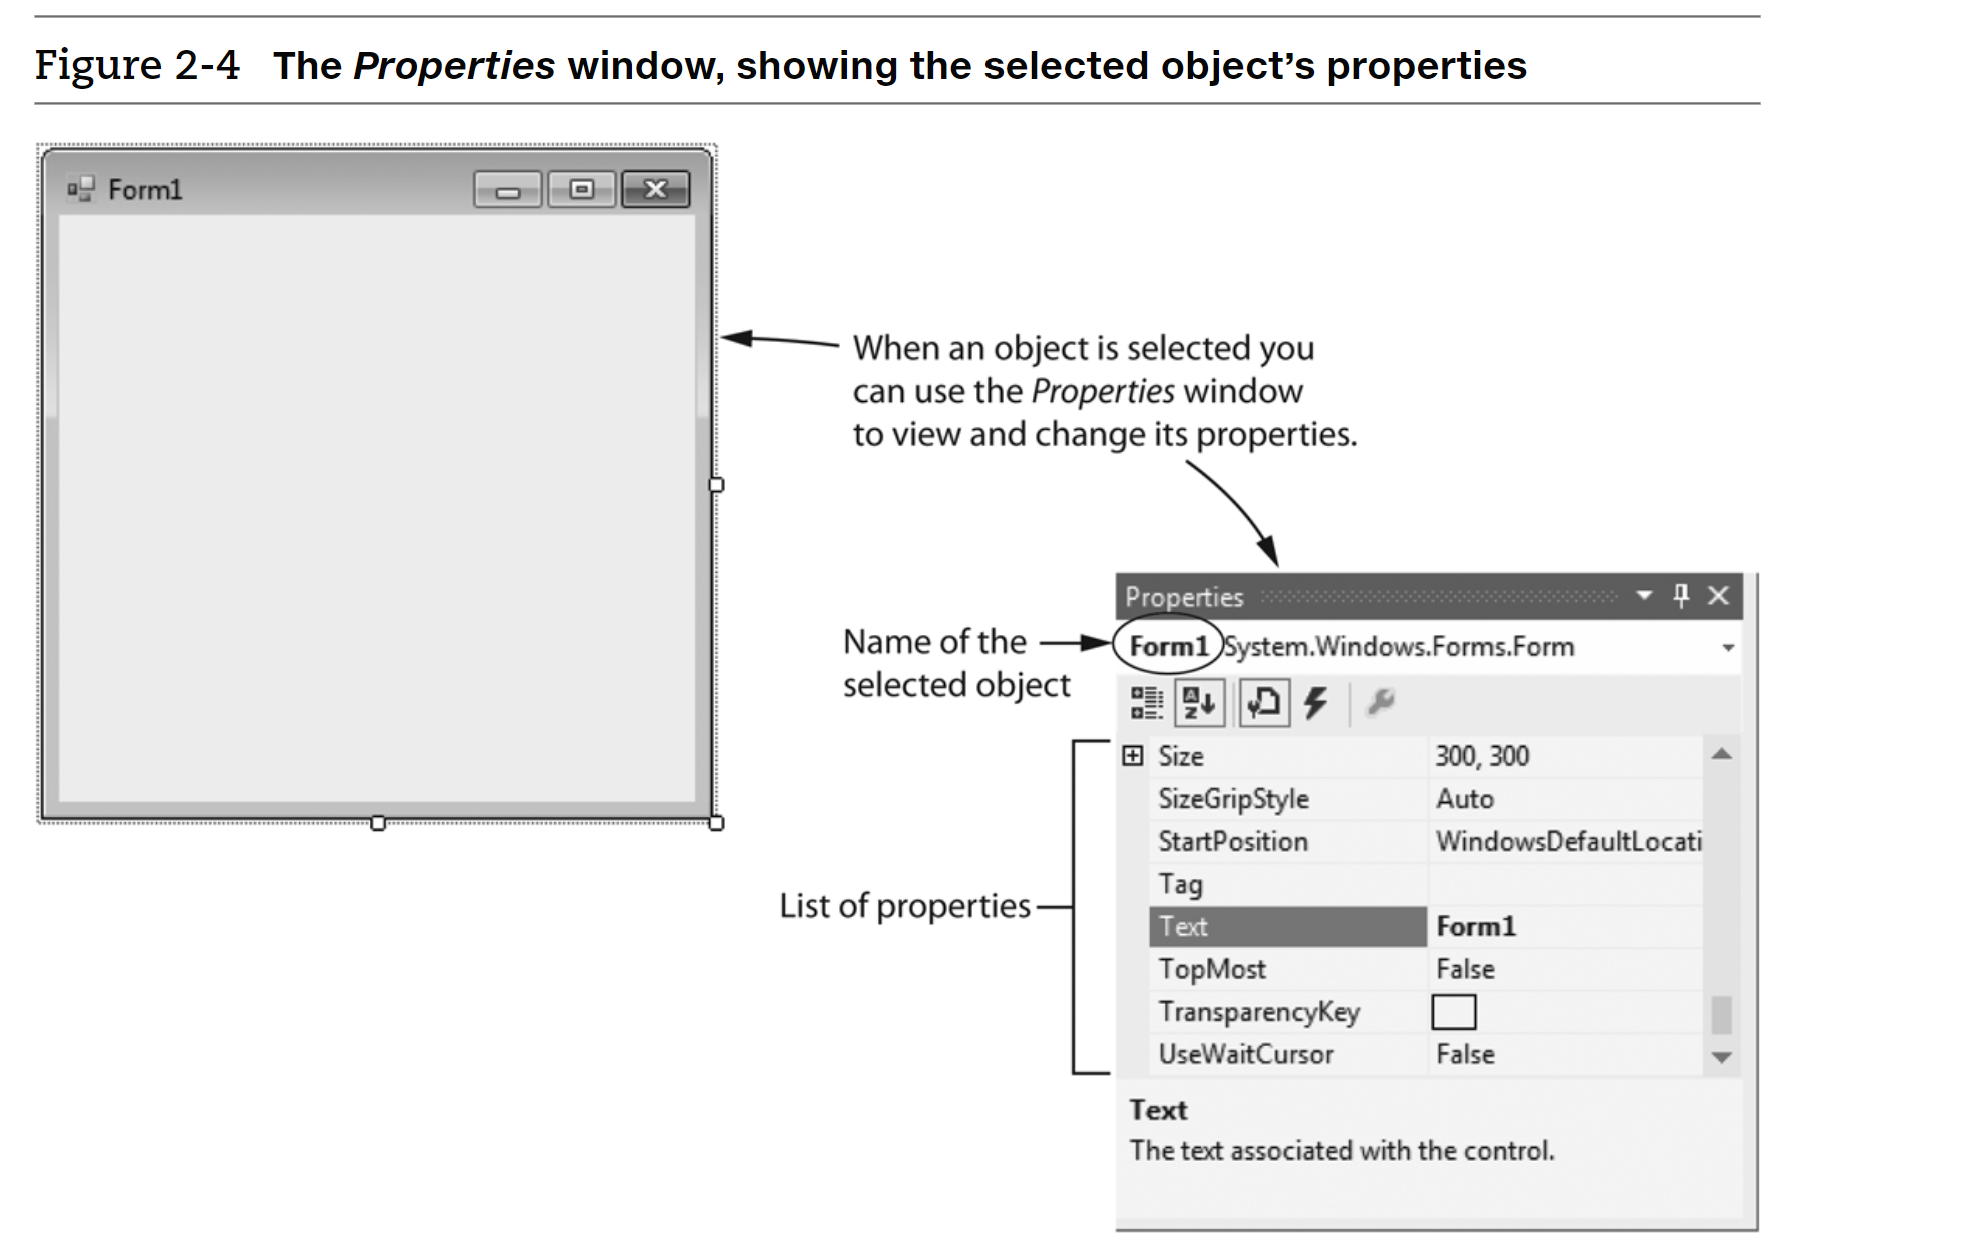 Figure 2-4 The Properties window, showing the selected object's properties
Form1
When an object is selected you
can use the Properties window
to view and change its properties.
Name of the
selected object
List of properties
Properties
Form1 System.Windows.Forms.Form
Size 300, 300
SizeGripStyle Auto
StartPosition WindowsDefaultLocati
Tag
Text Form1
TopMost False
TransparencyKey
UseWaitCursor False
Text
The text associated with the control.